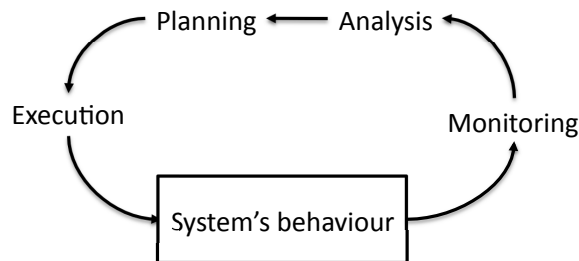 Planning
Analysis
Execution
Monitoring
System's behaviour